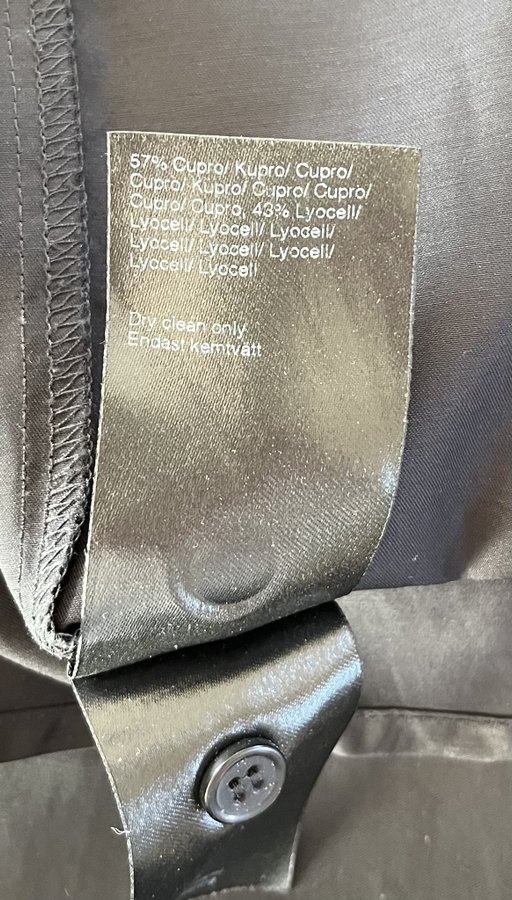 57% Cupro/ Kupro/ Cupro/
Cupro/ Kupro/ Cupro/ Cupro/
Cupro/ Cupro, 43% Lyocell/
Lyocell/ Lyocell/ Lyocell/
Lyocell/ Lyocell/ Lyocell/
Lyocell/ Lyocell
Dry clean only
Endast kemtvätt